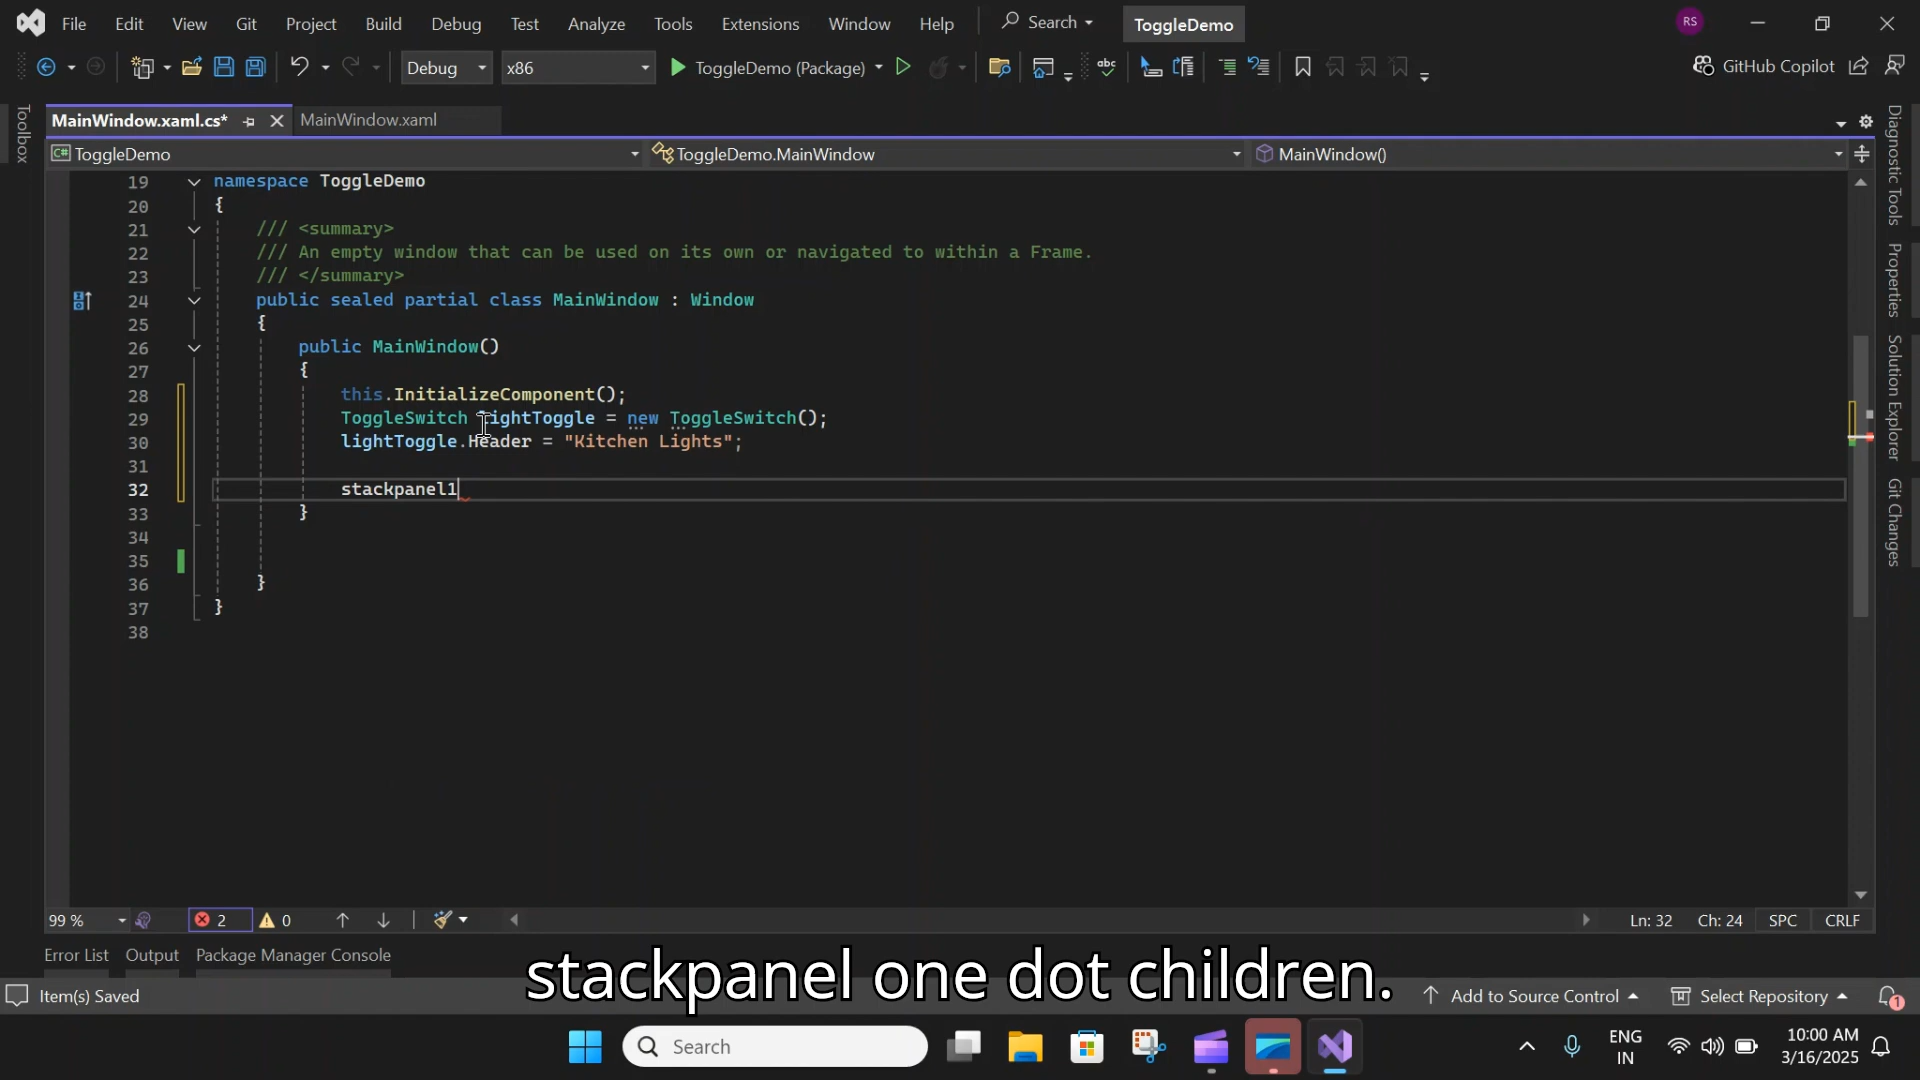 File Edit View Git Project Build Debug Test Analyze Tools Extensions Window Help Search ToggleDemo RS
Debug x86 ToggleDemo (Package) abc GitHub Copilot
MainWindow.xaml.cs* MainWindow.xaml
C# ToggleDemo ToggleDemo.MainWindow MainWindow()
Toolbox
19 namespace ToggleDemo
20 {
21 /// <summary>
22 /// An empty window that can be used on its own or navigated to within a Frame.
23 /// </summary>
24 public sealed partial class MainWindow : Window
25 {
26 public MainWindow()
27 {
28 this.InitializeComponent();
29 ToggleSwitch lightToggle = new ToggleSwitch();
30 lightToggle.Header = "Kitchen Lights";
31
32 stackpanel1
33 }
34
35
36 }
37 }
38
Diagnostic Tools
Properties
Solution Explorer
Git Changes
99 % 2 0 Ln: 32 Ch: 24 SPC CRLF
Error List Output Package Manager Console
stackpanel one dot children.
Item(s) Saved Add to Source Control Select Repository 1
Search ENG IN 10:00 AM 3/16/2025